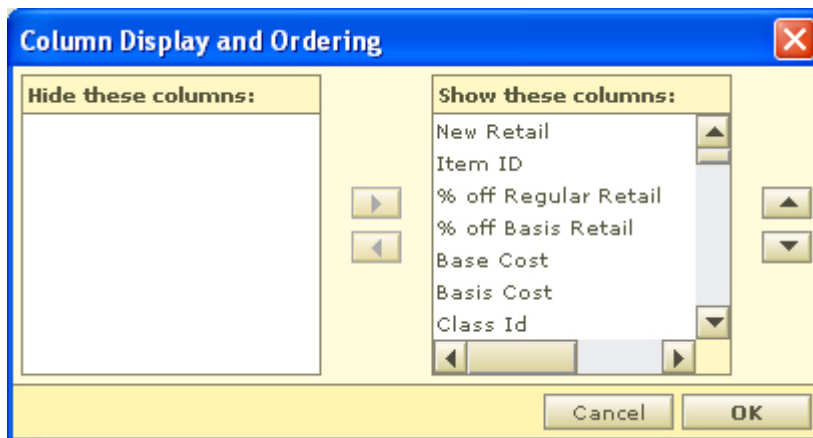 Column Display and Ordering
Hide these columns:
Show these columns:
New Retail
Item ID
% off Regular Retail
% off Basis Retail
Base Cost
Basis Cost
Class Id
Cancel
OK